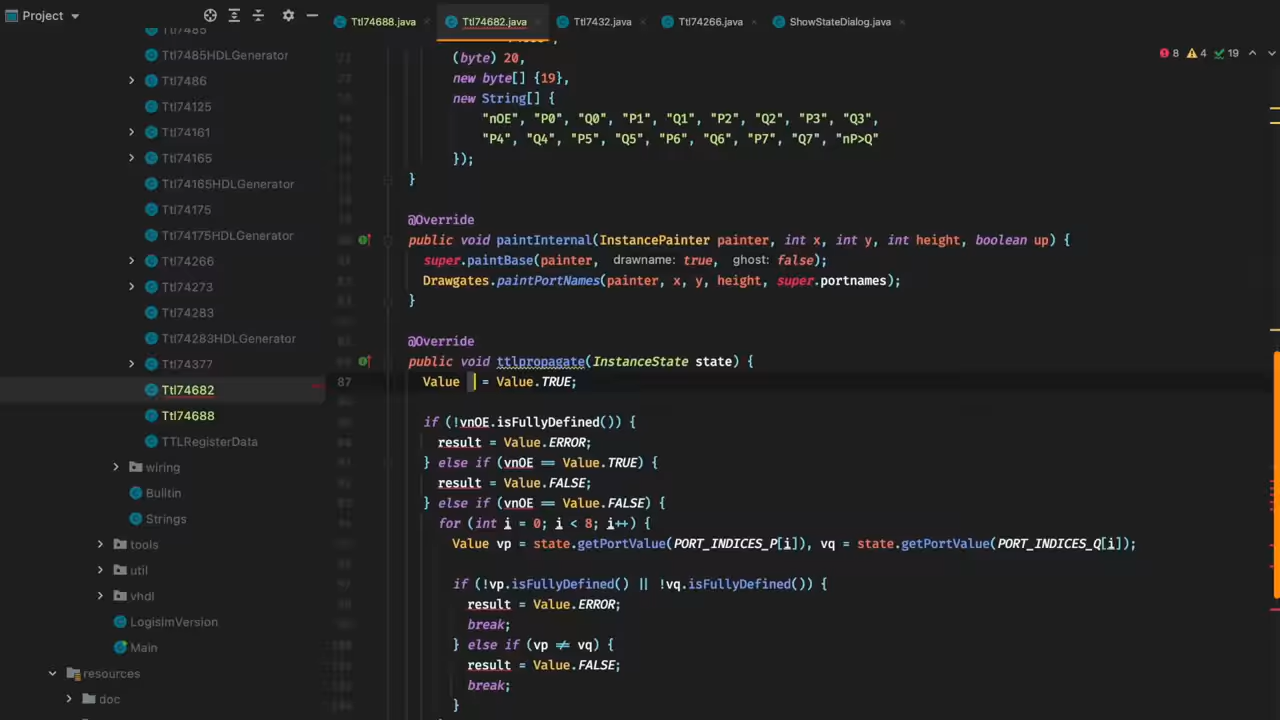 Project
Ttl74688.java
Ttl74682.java
Ttl7432.java
Ttl74266.java
ShowStateDialog.java
8 4 19
Ttl7485
Ttl7485HDLGenerator
Ttl7486
Ttl74125
Ttl74161
Ttl74165
Ttl74165HDLGenerator
Ttl74175
Ttl74175HDLGenerator
Ttl74266
Ttl74273
Ttl74283
Ttl74283HDLGenerator
Ttl74377
Ttl74682
Ttl74688
TTLRegisterData
wiring
Builtin
Strings
tools
util
vhdl
LogisimVersion
Main
resources
doc
(byte) 20,
new byte[] {19},
new String[] {
"nOE", "P0", "Q0", "P1", "Q1", "P2", "Q2", "P3", "Q3",
"P4", "Q4", "P5", "Q5", "P6", "Q6", "P7", "Q7", "nP>Q"
});
}
@Override
public void paintInternal(InstancePainter painter, int x, int y, int height, boolean up) {
super.paintBase(painter, drawname: true, ghost: false);
Drawgates.paintPortNames(painter, x, y, height, super.portnames);
}
@Override
public void ttlpropagate(InstanceState state) {
87 Value = Value.TRUE;
if (!vnOE.isFullyDefined()) {
result = Value.ERROR;
} else if (vnOE == Value.TRUE) {
result = Value.FALSE;
} else if (vnOE == Value.FALSE) {
for (int i = 0; i < 8; i++) {
Value vp = state.getPortValue(PORT_INDICES_P[i]), vq = state.getPortValue(PORT_INDICES_Q[i]);
if (!vp.isFullyDefined() || !vq.isFullyDefined()) {
result = Value.ERROR;
break;
} else if (vp ≠ vq) {
result = Value.FALSE;
break;
}